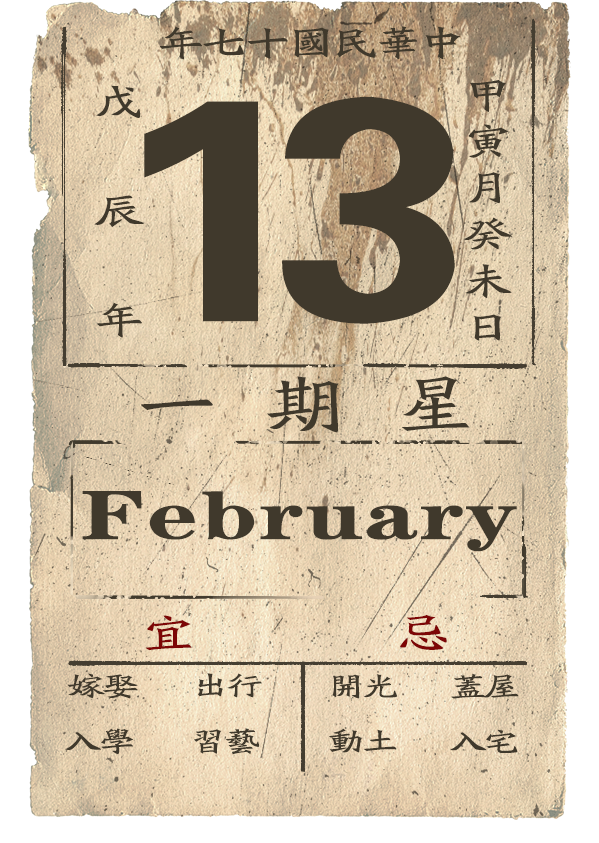 中華民國十七年
甲寅月癸未日
13
戊辰年
星期一
February
宜
忌
嫁娶 出行 開光 蓋屋
入學 習藝 動土 入宅